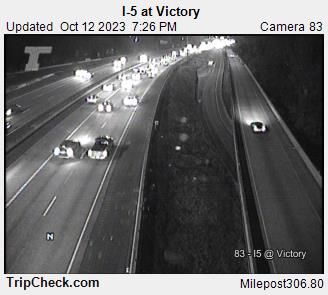 I-5 at Victory
Updated Oct 12 2023 7:26 PM Camera 83
T
N
83 - I5 @ Victory
TripCheck.com Milepost306.80